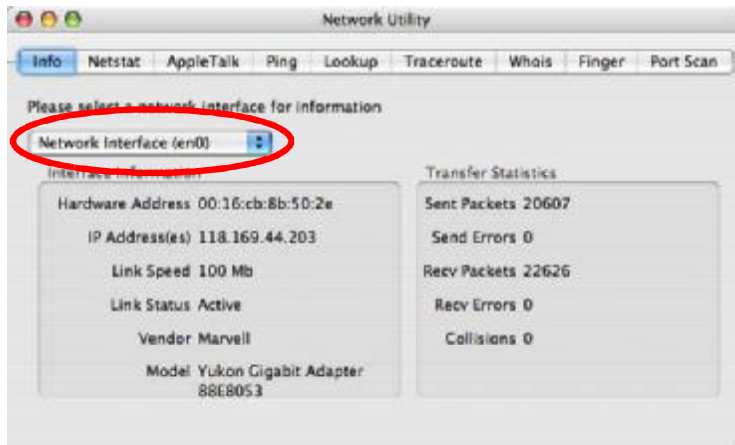 Network Utility
Info Netstat AppleTalk Ping Lookup Traceroute Whois Finger Port Scan
Please select a network interface for information
Network Interface (en0)
Interface Information
Hardware Address 00:16:cb:8b:50:2e
IP Address(es) 118.169.44.203
Link Speed 100 Mb
Link Status Active
Vendor Marvell
Model Yukon Gigabit Adapter
88E8053
Transfer Statistics
Sent Packets 20607
Send Errors 0
Recv Packets 22626
Recv Errors 0
Collisions 0